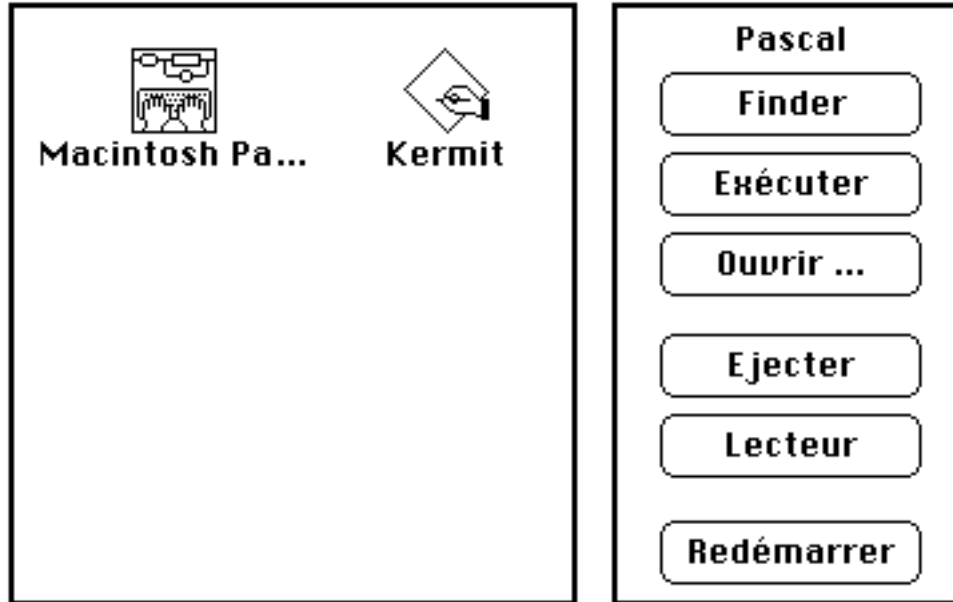 Macintosh Pa...
Kermit
Pascal
Finder
Exécuter
Ouvrir ...
Ejecter
Lecteur
Redémarrer